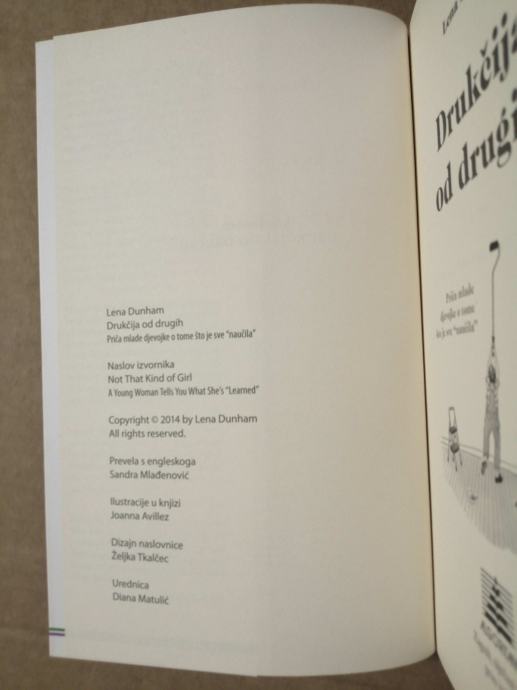 Lena Dunham
Drukčija od drugih
Priča mlade djevojke o tome što je sve "naučila"
Naslov izvornika
Not That Kind of Girl
A Young Woman Tells You What She's "Learned"
Copyright © 2014 by Lena Dunham
All rights reserved.
Prevela s engleskoga
Sandra Mlađenović
Ilustracije u knjizi
Joanna Avillez
Dizajn naslovnice
Željka Tkalčec
Urednica
Diana Matulić
Lena
Drukčija
od drugi
Priča mlade
djevojke o tome
što je sve "naučila"